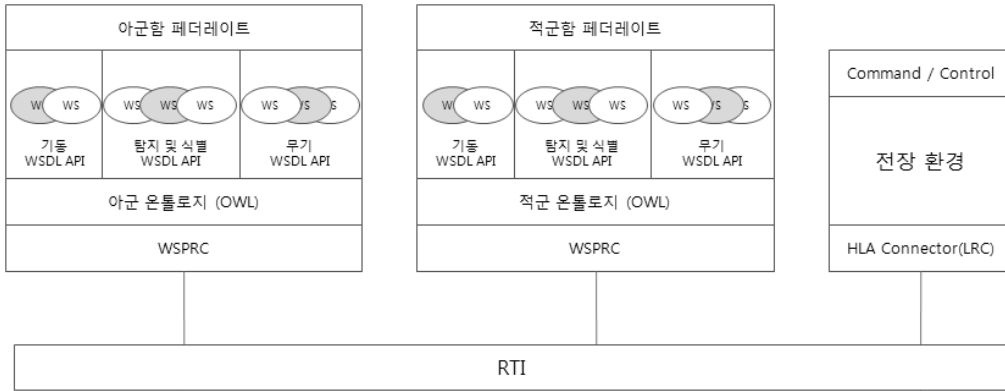 아군함 페더레이트
WS WS
WS WS WS
WS WS S
기동
WSDL API
탐지 및 식별
WSDL API
무기
WSDL API
아군 온톨로지 (OWL)
WSPRC
적군함 페더레이트
WS WS
WS WS WS
WS WS S
기동
WSDL API
탐지 및 식별
WSDL API
무기
WSDL API
적군 온톨로지 (OWL)
WSPRC
Command / Control
전장 환경
HLA Connector(LRC)
RTI